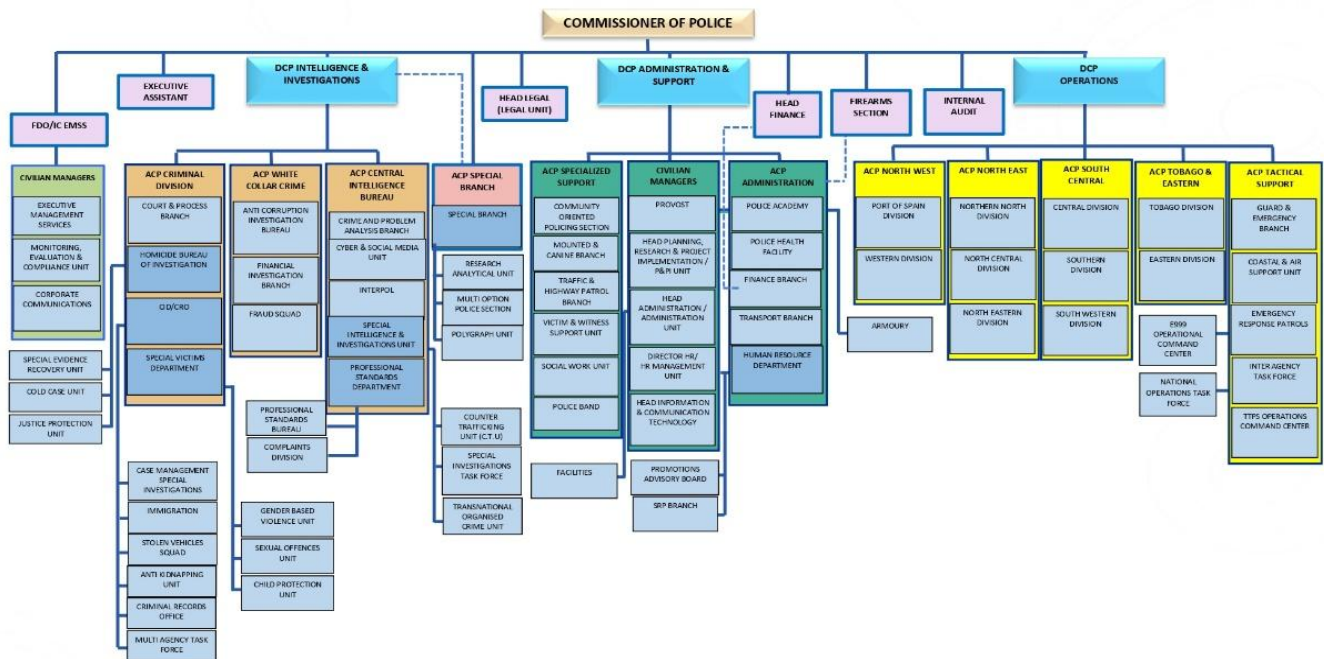 COMMISSIONER OF POLICE
DCP INTELLIGENCE &
INVESTIGATIONS
DCP ADMINISTRATION &
SUPPORT
DCP
OPERATIONS
EXECUTIVE
ASSISTANT
HEAD LEGAL
(LEGAL UNIT)
HEAD
FINANCE
FIREARMS
SECTION
INTERNAL
AUDIT
FDO/IC EMSS
CIVILIAN MANAGERS
EXECUTIVE
MANAGEMENT
SERVICES
MONITORING,
EVALUATION &
COMPLIANCE UNIT
CORPORATE
COMMUNICATIONS
ACP CRIMINAL
DIVISION
COURT & PROCESS
BRANCH
HOMICIDE BUREAU
OF INVESTIGATION
CID/CRO
SPECIAL VICTIMS
DEPARTMENT
SPECIAL EVIDENCE
RECOVERY UNIT
COLD CASE UNIT
JUSTICE PROTECTION
UNIT
CASE MANAGEMENT
SPECIAL
INVESTIGATIONS
IMMIGRATION
STOLEN VEHICLES
SQUAD
ANTI KIDNAPPING
UNIT
CRIMINAL RECORDS
OFFICE
MULTI AGENCY TASK
FORCE
GENDER BASED
VIOLENCE UNIT
SEXUAL OFFENCES
UNIT
CHILD PROTECTION
UNIT
ACP WHITE
COLLAR CRIME
ANTI CORRUPTION
INVESTIGATION
BUREAU
FINANCIAL
INVESTIGATION
BRANCH
FRAUD SQUAD
ACP CENTRAL
INTELLIGENCE
BUREAU
CRIME AND PROBLEM
ANALYSIS BRANCH
CYBER & SOCIAL MEDIA
UNIT
INTERPOL
SPECIAL
INTELLIGENCE &
INVESTIGATIONS UNIT
PROFESSIONAL
STANDARDS
DEPARTMENT
PROFESSIONAL
STANDARDS
BUREAU
COMPLAINTS
DIVISION
ACP SPECIAL
BRANCH
SPECIAL BRANCH
RESEARCH
ANALYTICAL UNIT
MULTI OPTION
POLICE SECTION
POLYGRAPH UNIT
COUNTER
TRAFFICKING
UNIT (C.T.U)
SPECIAL
INVESTIGATIONS
TASK FORCE
TRANSNATIONAL
ORGANISED
CRIME UNIT
ACP SPECIALIZED
SUPPORT
COMMUNITY
ORIENTED
POLICING SECTION
MOUNTED &
CANINE BRANCH
TRAFFIC &
HIGHWAY PATROL
BRANCH
VICTIM & WITNESS
SUPPORT UNIT
SOCIAL WORK UNIT
POLICE BAND
FACILITIES
CIVILIAN
MANAGERS
PROVOST
HEAD PLANNING,
RESEARCH & PROJECT
IMPLEMENTATION /
P&PI UNIT
HEAD
ADMINISTRATION /
ADMINISTRATION
UNIT
DIRECTOR HR/
HR MANAGEMENT
UNIT
HEAD INFORMATION
& COMMUNICATION
TECHNOLOGY
PROMOTIONS
ADVISORY BOARD
SRP BRANCH
ACP
ADMINISTRATION
POLICE ACADEMY
POLICE HEALTH
FACILITY
FINANCE BRANCH
TRANSPORT BRANCH
HUMAN RESOURCE
DEPARTMENT
ARMOURY
ACP NORTH WEST
PORT OF SPAIN
DIVISION
WESTERN DIVISION
ACP NORTH EAST
NORTHERN NORTH
DIVISION
NORTH CENTRAL
DIVISION
NORTH EASTERN
DIVISION
ACP SOUTH
CENTRAL
CENTRAL DIVISION
SOUTHERN
DIVISION
SOUTH WESTERN
DIVISION
ACP TOBAGO &
EASTERN
TOBAGO DIVISION
EASTERN DIVISION
E999
OPERATIONAL
COMMAND
CENTER
NATIONAL
OPERATIONS TASK
FORCE
ACP TACTICAL
SUPPORT
GUARD &
EMERGENCY
BRANCH
COASTAL & AIR
SUPPORT UNIT
EMERGENCY
RESPONSE PATROLS
INTER AGENCY
TASK FORCE
TTPS OPERATIONS
COMMAND CENTER